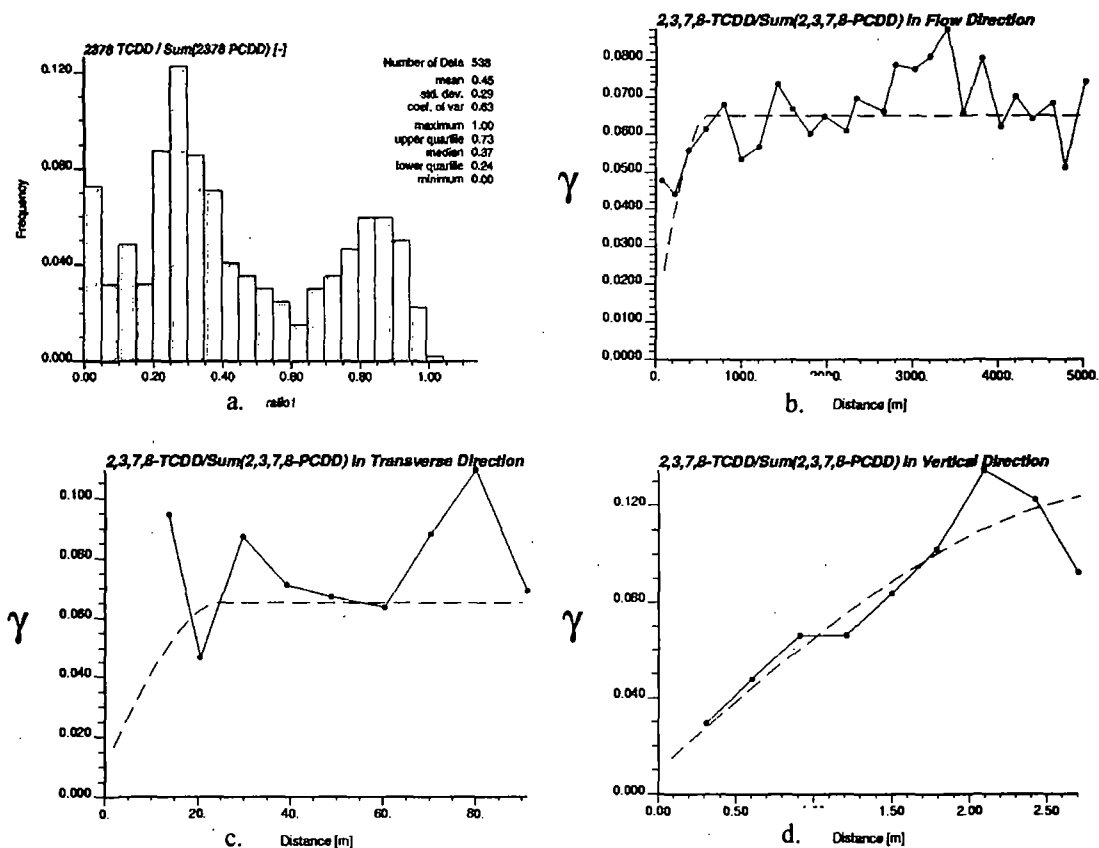 2378 TCDD / Sum(2378 PCDD) [-]
Number of Data 538
mean 0.45
std. dev. 0.29
coef. of var 0.63
maximum 1.00
upper quartile 0.73
median 0.37
lower quartile 0.24
minimum 0.00
Frequency
0.120
0.080
0.040
0.000
0.00 0.20 0.40 0.60 0.80 1.00
a. ratio1
2,3,7,8-TCDD/Sum(2,3,7,8-PCDD) in Flow Direction
γ
0.0800
0.0700
0.0600
0.0500
0.0400
0.0300
0.0200
0.0100
0.0000
0. 1000. 2000. 3000. 4000. 5000.
b. Distance [m]
2,3,7,8-TCDD/Sum(2,3,7,8-PCDD) in Transverse Direction
γ
0.100
0.080
0.060
0.040
0.020
0.000
0. 20. 40. 60. 80.
c. Distance [m]
2,3,7,8-TCDD/Sum(2,3,7,8-PCDD) in Vertical Direction
γ
0.120
0.080
0.040
0.000
0.00 0.50 1.50 2.00 2.50
d. Distance [m]